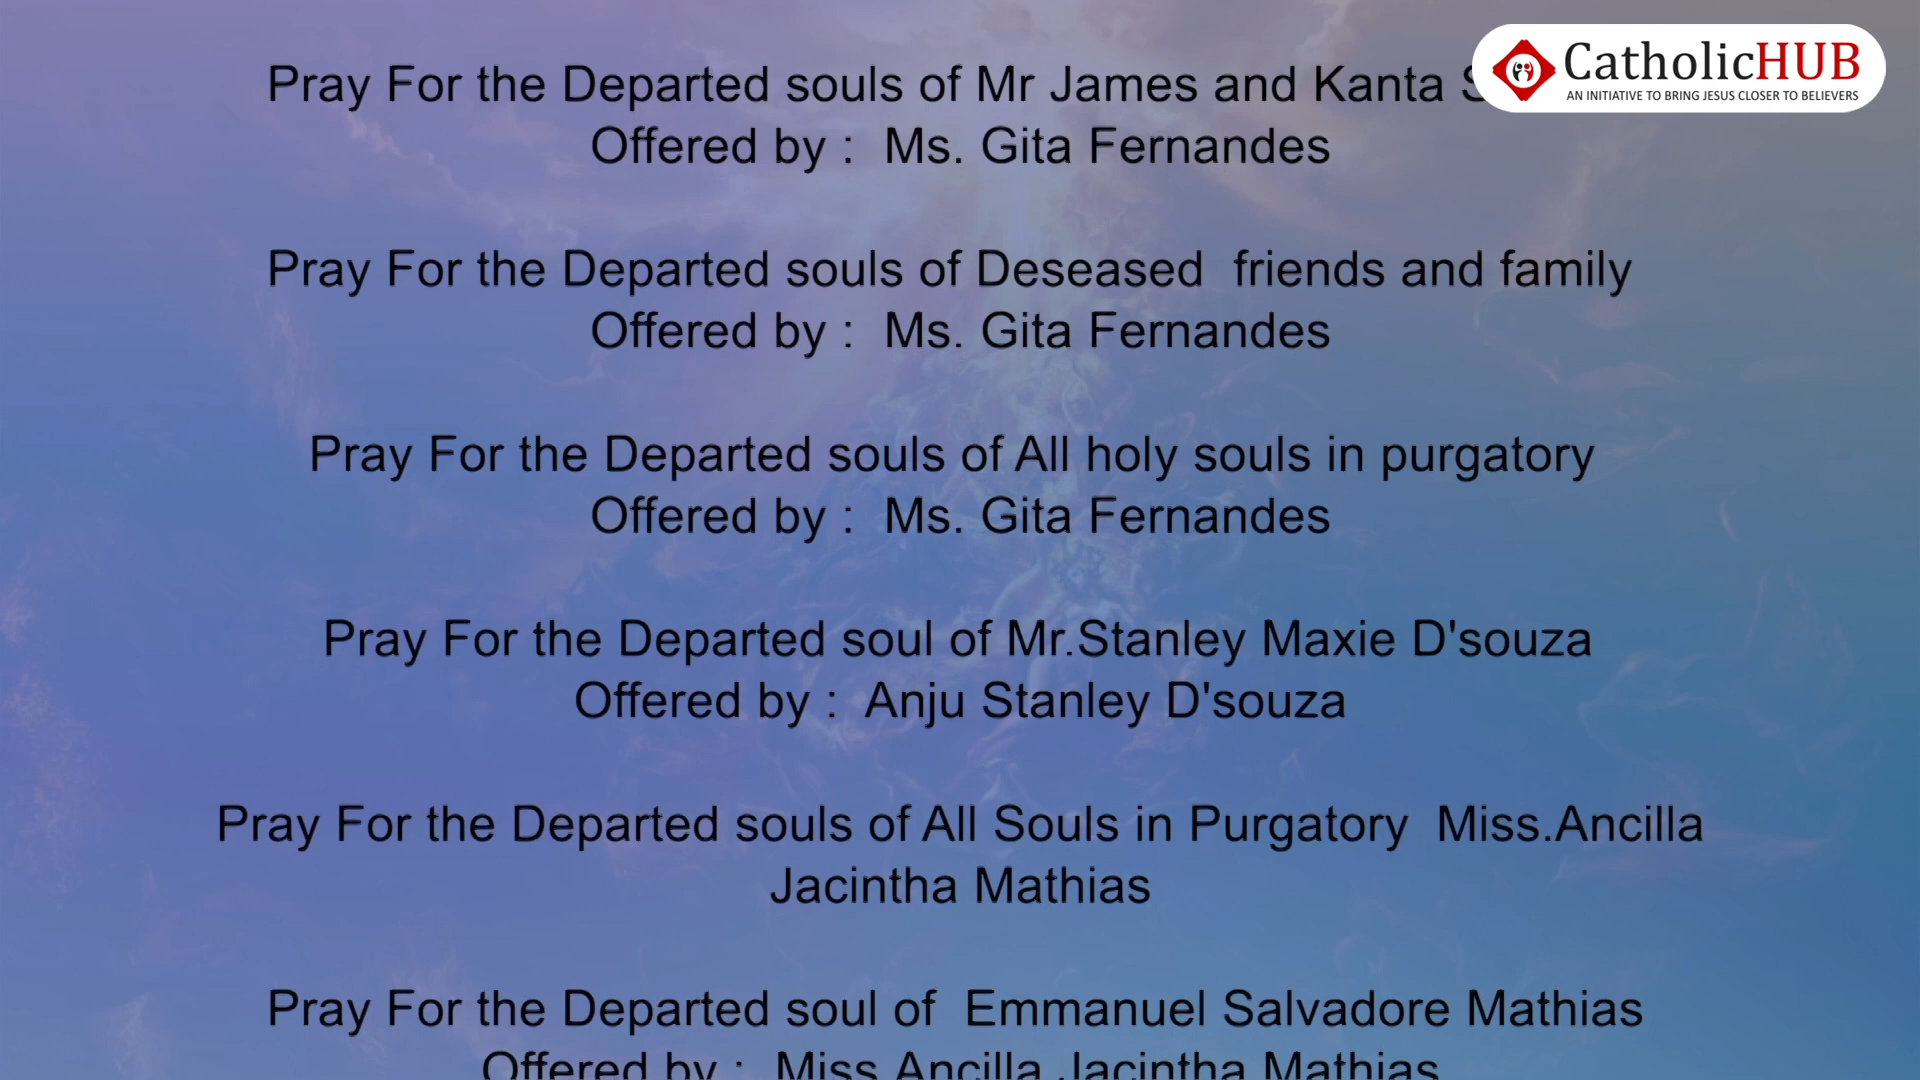 Pray For the Departed souls of Mr James and Kanta
CatholicHUB
AN INITIATIVE TO BRING JESUS CLOSER TO BELIEVERS
Offered by :  Ms. Gita Fernandes
Pray For the Departed souls of Deseased  friends and family
Offered by :  Ms. Gita Fernandes
Pray For the Departed souls of All holy souls in purgatory
Offered by :  Ms. Gita Fernandes
Pray For the Departed soul of Mr.Stanley Maxie D'souza
Offered by :  Anju Stanley D'souza
Pray For the Departed souls of All Souls in Purgatory  Miss.Ancilla
Jacintha Mathias
Pray For the Departed soul of  Emmanuel Salvadore Mathias
Offered by :  Miss Ancilla Jacintha Mathias